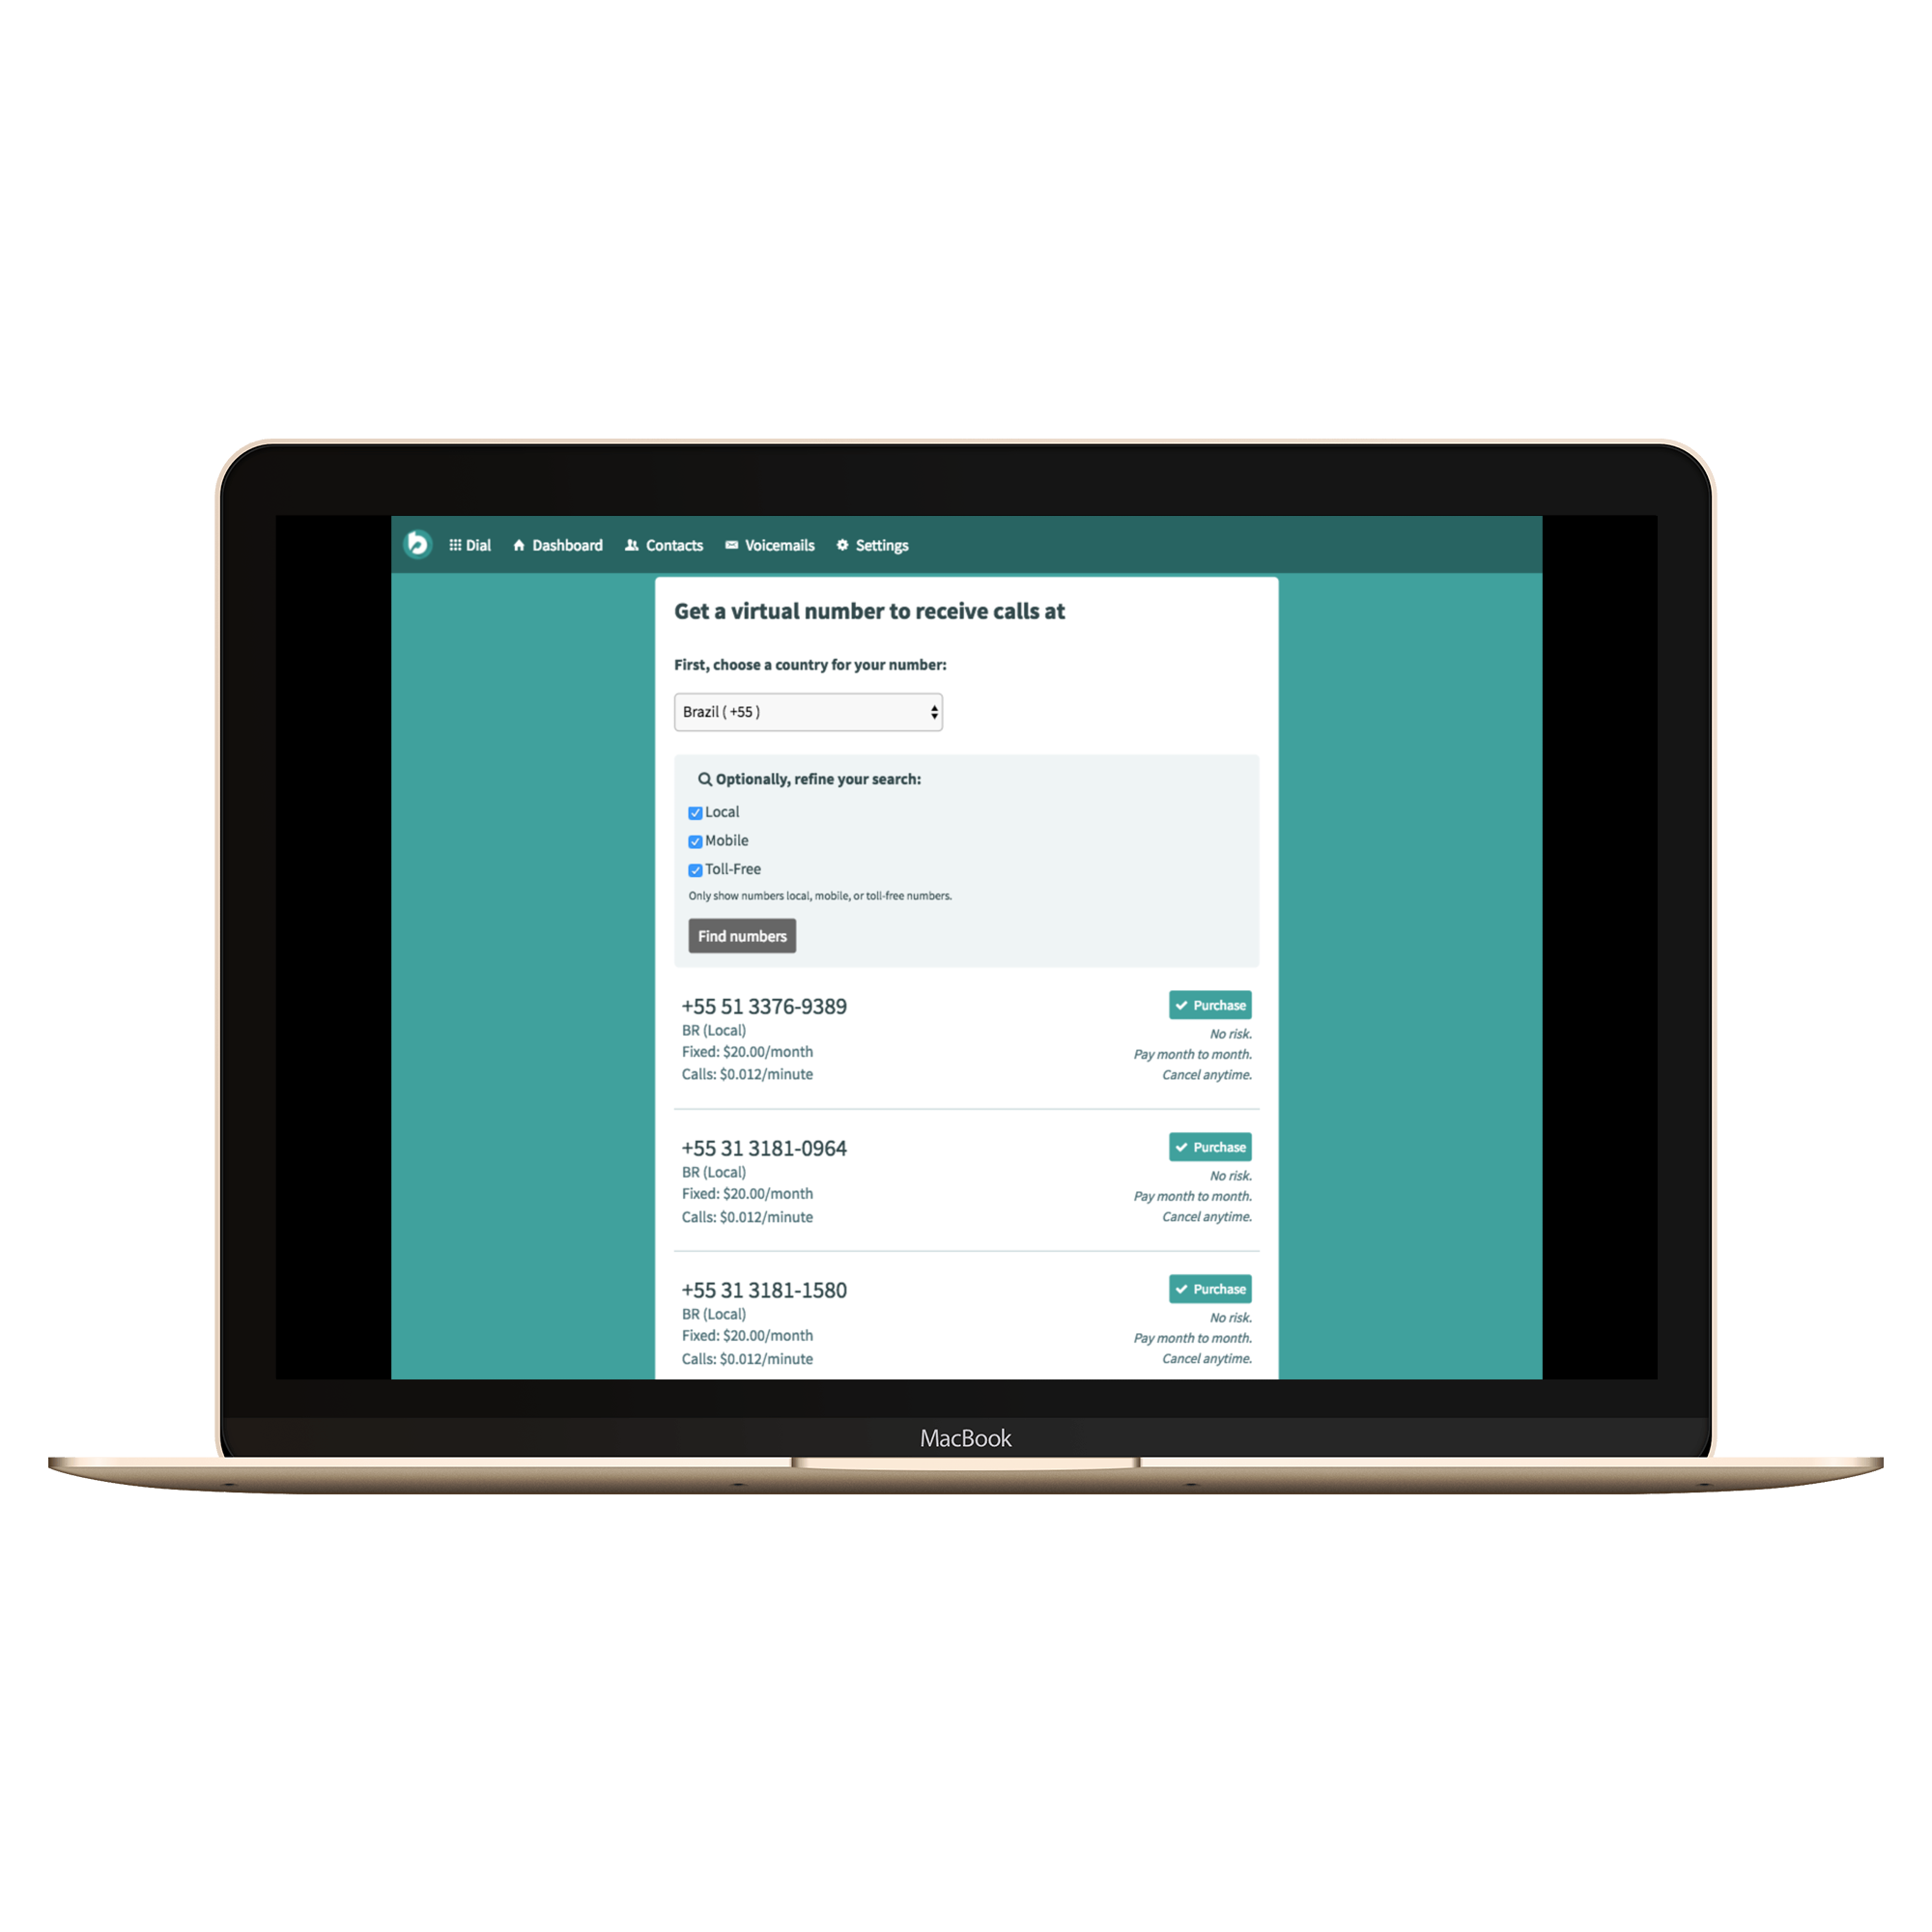 Dial Dashboard Contacts Voicemails Settings
Get a virtual number to receive calls at
First, choose a country for your number:
Brazil ( +55 )
Optionally, refine your search:
Local
Mobile
Toll-Free
Only show numbers local, mobile, or toll-free numbers.
Find numbers
+55 51 3376-9389
Purchase
BR (Local)
No risk.
Fixed: $20.00/month
Pay month to month.
Calls: $0.012/minute
Cancel anytime.
+55 31 3181-0964
Purchase
BR (Local)
No risk.
Fixed: $20.00/month
Pay month to month.
Calls: $0.012/minute
Cancel anytime.
+55 31 3181-1580
Purchase
BR (Local)
No risk.
Fixed: $20.00/month
Pay month to month.
Calls: $0.012/minute
Cancel anytime.
MacBook